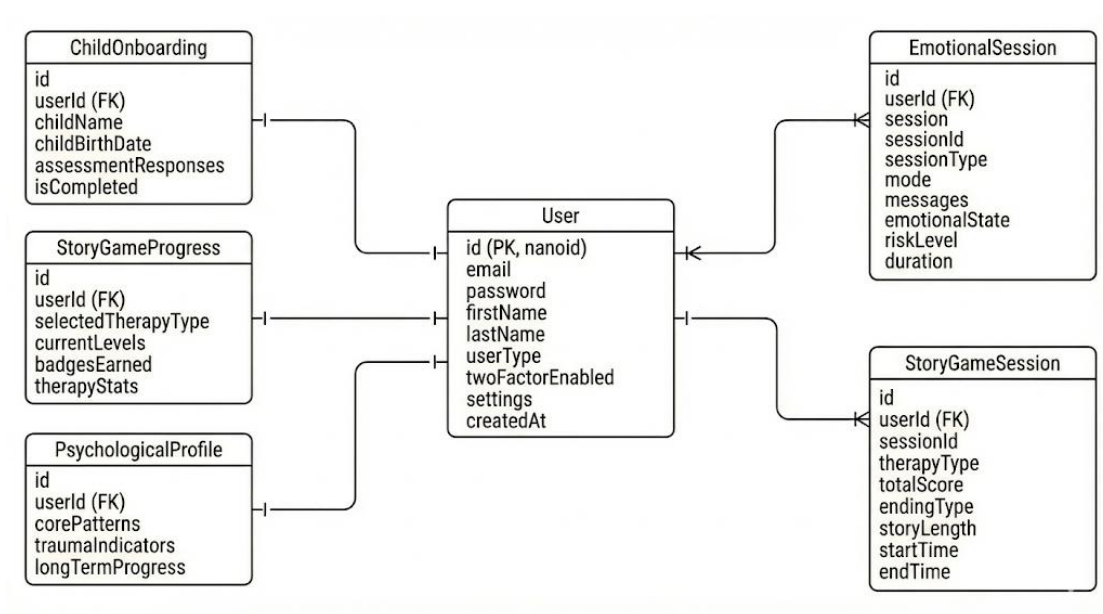 ChildOnboarding
id
userId (FK)
childName
childBirthDate
assessmentResponses
isCompleted
StoryGameProgress
id
userId (FK)
selectedTherapyType
currentLevels
badgesEarned
therapyStats
PsychologicalProfile
id
userId (FK)
corePatterns
traumaIndicators
longTermProgress
User
id (PK, nanoid)
email
password
firstName
lastName
userType
twoFactorEnabled
settings
createdAt
EmotionalSession
id
userId (FK)
session
sessionId
sessionType
mode
messages
emotionalState
riskLevel
duration
StoryGameSession
id
userId (FK)
sessionId
therapyType
totalScore
endingType
storyLength
startTime
endTime